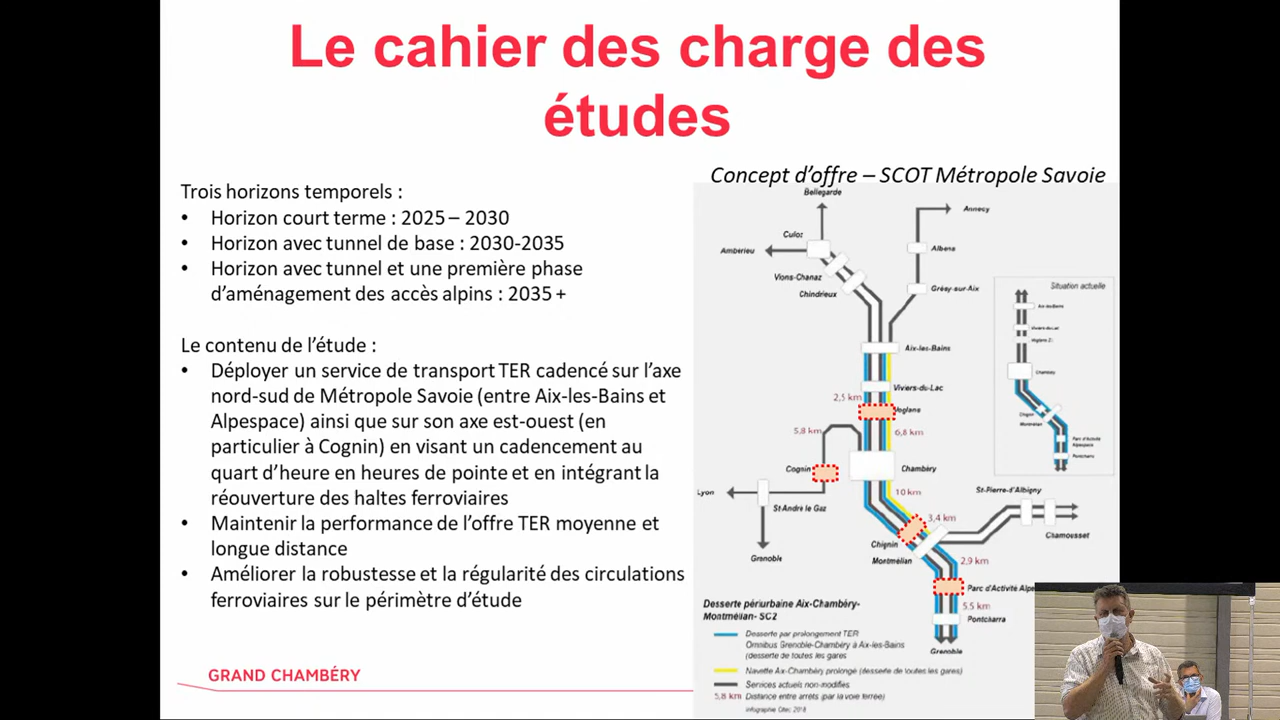 Le cahier des charge des
études
Trois horizons temporels :
• Horizon court terme : 2025 – 2030
• Horizon avec tunnel de base : 2030-2035
• Horizon avec tunnel et une première phase
d’aménagement des accès alpins : 2035 +
Le contenu de l’étude :
• Déployer un service de transport TER cadencé sur l’axe
nord-sud de Métropole Savoie (entre Aix-les-Bains et
Alpespace) ainsi que sur son axe est-ouest (en
particulier à Cognin) en visant un cadencement au
quart d’heure en heures de pointe et en intégrant la
réouverture des haltes ferroviaires
• Maintenir la performance de l’offre TER moyenne et
longue distance
• Améliorer la robustesse et la régularité des circulations
ferroviaires sur le périmètre d’étude
GRAND CHAMBÉRY
Concept d’offre – SCOT Métropole Savoie
Bellegarde
Annecy
Culoz
Ambérieu
Albens
Vions-Chanaz
Chindrieux
Grésy-sur-Aix
Situation actuelle
Aix-les-Bains
Viviers-du-Lac
2,5 km
Voglans
5,8 km
6,8 km
Cognin
Chambéry
Lyon
St-André le Gaz
10 km
St-Pierre-d'Albigny
3,4 km
Chamousset
Chignin
Montmélian
Grenoble
2,9 km
Parc d'Activité Alpe
5,5 km
Pontcharra
Grenoble
Chambéry
Chignin
Montmélian
Parc d'Activité
Alpespace
Pontcharra
Desserte périurbaine Aix-Chambéry-
Montmélian- SC2
Desserte par prolongement TER
Omnibus Grenoble-Chambéry à Aix-les-Bains
(desserte de toutes les gares
Navette Aix-Chambéry prolongé (desserte de toutes les gares)
Services actuels non-modifiés
5,8 km Distance entre arrêts (par la voie ferrée)
Infographie Citec 2018